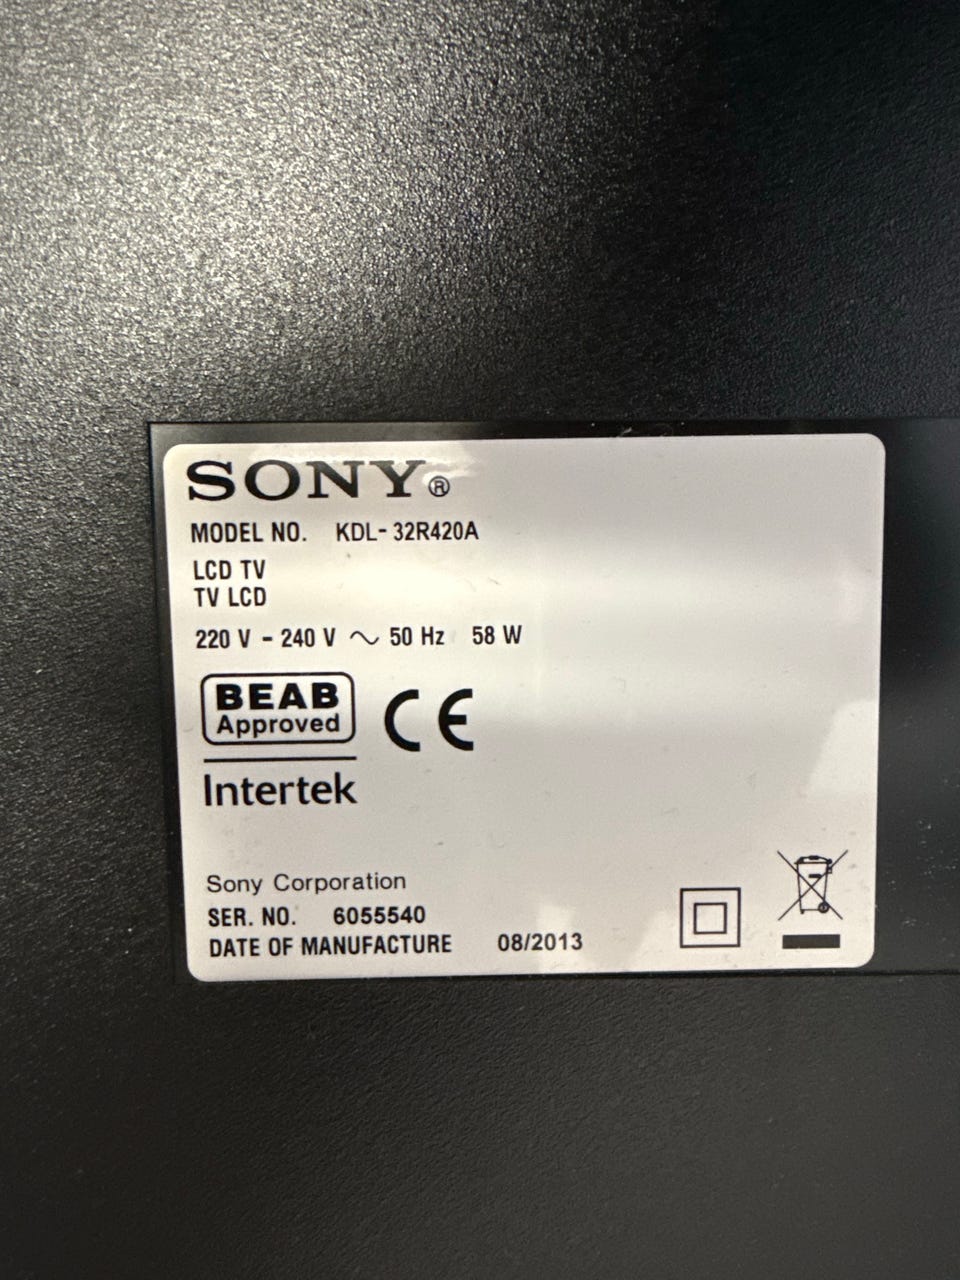 SONY®
MODEL NO. KDL-32R420A
LCD TV
TV LCD
220 V - 240 V ~ 50 Hz 58 W
BEAB
Approved
CE
Intertek
Sony Corporation
SER. NO. 6055540
DATE OF MANUFACTURE 08/2013